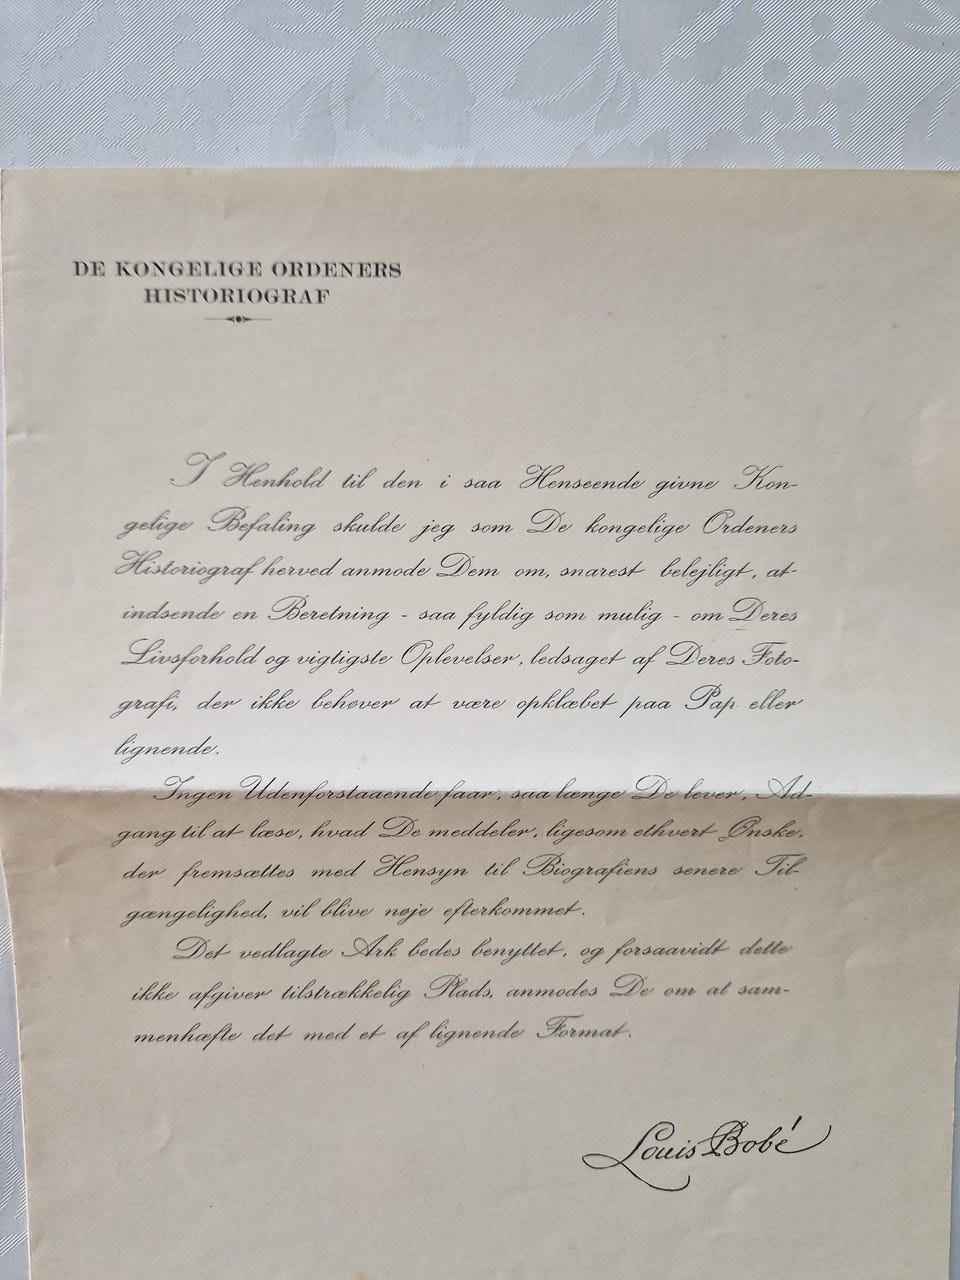 DE KONGELIGE ORDENERS
HISTORIOGRAF
I Henhold til den i saa Henseende givne Kon-
gelige Befaling skulde jeg som De kongelige Ordeners
Historiograf herved anmode Dem om, snarest belejligt, at
indsende en Beretning - saa fyldig som mulig - om Deres
Livsforhold og vigtigste Oplevelser, ledsaget af Deres Foto-
grafi, der ikke behøver at være opklæbet paa Pap eller
lignende.
Ingen Udenforstaaende faar, saa længe De lever, Ad-
gang til at læse, hvad De meddeler, ligesom ethvert Ønske,
der fremsættes med Hensyn til Biografiens senere Til-
gængelighed, vil blive nøje efterkommet.
Det vedlagte Ark bedes benyttet, og forsaavidt dette
ikke afgiver tilstrækkelig Plads, anmodes De om at sam-
menhæfte det med et af lignende Format.
Louis Bobé